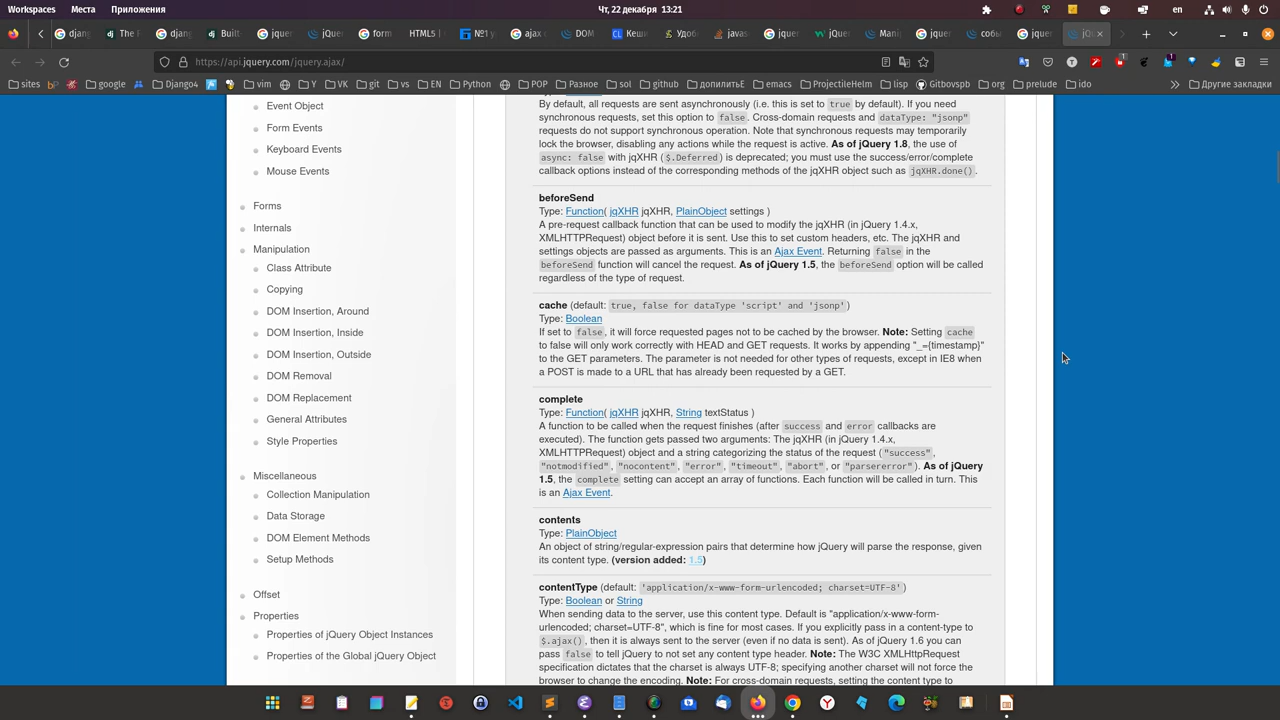 Workspaces Места Приложения Чт, 22 декабря 13:21 en
djang The F Built- jquer jQue form HTML5 | №1 y ajax c DOM Кеши Удоб javas jquer jQue Мани jquer собы jquer jQ
https://api.jquery.com/jquery.ajax/
sites bș google Django4 vim Y VK git vs EN Python POP Разное sol github допилитьE emacs ProjectileHelm lisp Gitbovspb org prelude ido Другие закладки
Event Object
Form Events
Keyboard Events
Mouse Events
Forms
Internals
Manipulation
Class Attribute
Copying
DOM Insertion, Around
DOM Insertion, Inside
DOM Insertion, Outside
DOM Removal
DOM Replacement
General Attributes
Style Properties
Miscellaneous
Collection Manipulation
Data Storage
DOM Element Methods
Setup Methods
Offset
Properties
Properties of jQuery Object Instances
Properties of the Global jQuery Object
By default, all requests are sent asynchronously (i.e. this is set to true by default). If you need
synchronous requests, set this option to false. Cross-domain requests and dataType: "jsonp"
requests do not support synchronous operation. Note that synchronous requests may temporarily
lock the browser, disabling any actions while the request is active. As of jQuery 1.8, the use of
async: false with jqXHR ($.Deferred) is deprecated; you must use the success/error/complete
callback options instead of the corresponding methods of the jqXHR object such as jqXHR.done().
beforeSend
Type: Function( jqXHR jqXHR, PlainObject settings )
A pre-request callback function that can be used to modify the jqXHR (in jQuery 1.4.x,
XMLHTTPRequest) object before it is sent. Use this to set custom headers, etc. The jqXHR and
settings objects are passed as arguments. This is an Ajax Event. Returning false in the
beforeSend function will cancel the request. As of jQuery 1.5, the beforeSend option will be called
regardless of the type of request.
cache (default: true, false for dataType 'script' and 'jsonp')
Type: Boolean
If set to false, it will force requested pages not to be cached by the browser. Note: Setting cache
to false will only work correctly with HEAD and GET requests. It works by appending "_={timestamp}"
to the GET parameters. The parameter is not needed for other types of requests, except in IE8 when
a POST is made to a URL that has already been requested by a GET.
complete
Type: Function( jqXHR jqXHR, String textStatus )
A function to be called when the request finishes (after success and error callbacks are
executed). The function gets passed two arguments: The jqXHR (in jQuery 1.4.x,
XMLHTTPRequest) object and a string categorizing the status of the request ("success",
"notmodified", "nocontent", "error", "timeout", "abort", or "parsererror"). As of jQuery
1.5, the complete setting can accept an array of functions. Each function will be called in turn. This
is an Ajax Event.
contents
Type: PlainObject
An object of string/regular-expression pairs that determine how jQuery will parse the response, given
its content type. (version added: 1.5)
contentType (default: 'application/x-www-form-urlencoded; charset=UTF-8')
Type: Boolean or String
When sending data to the server, use this content type. Default is "application/x-www-form-
urlencoded; charset=UTF-8", which is fine for most cases. If you explicitly pass in a content-type to
$.ajax(), then it is always sent to the server (even if no data is sent). As of jQuery 1.6 you can
pass false to tell jQuery to not set any content type header. Note: The W3C XMLHttpRequest
specification dictates that the charset is always UTF-8; specifying another charset will not force the
browser to change the encoding. Note: For cross-domain requests, setting the content type to